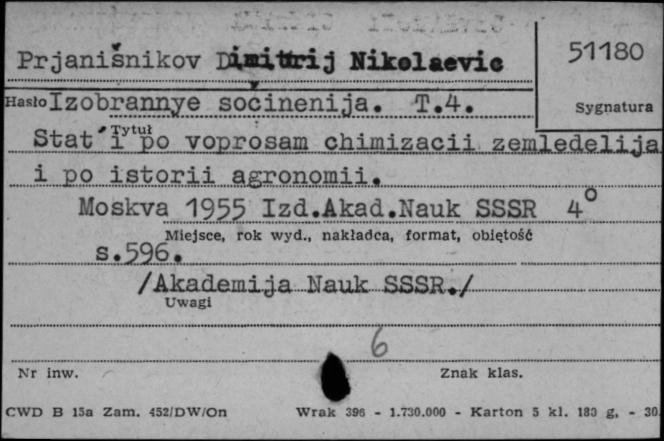 Prjanišnikov Dimitrij Nikolaevic
51180
Hasło Izobrannye sočinenija. T.4.
Sygnatura
Tytuł
Stat'i po voprosam chimizacii zemledelija
i po istorii agronomii.
Moskva 1955 Izd.Akad.Nauk SSSR 4°
Miejsce, rok wyd., nakładca, format, objętość
s.596.
/Akademija Nauk SSSR./
Uwagi
6
Nr inw.
Znak klas.
CWD B 15a Zam. 452/DW/On Wrak 396 - 1.730.000 - Karton 5 kl. 180 g. - 30